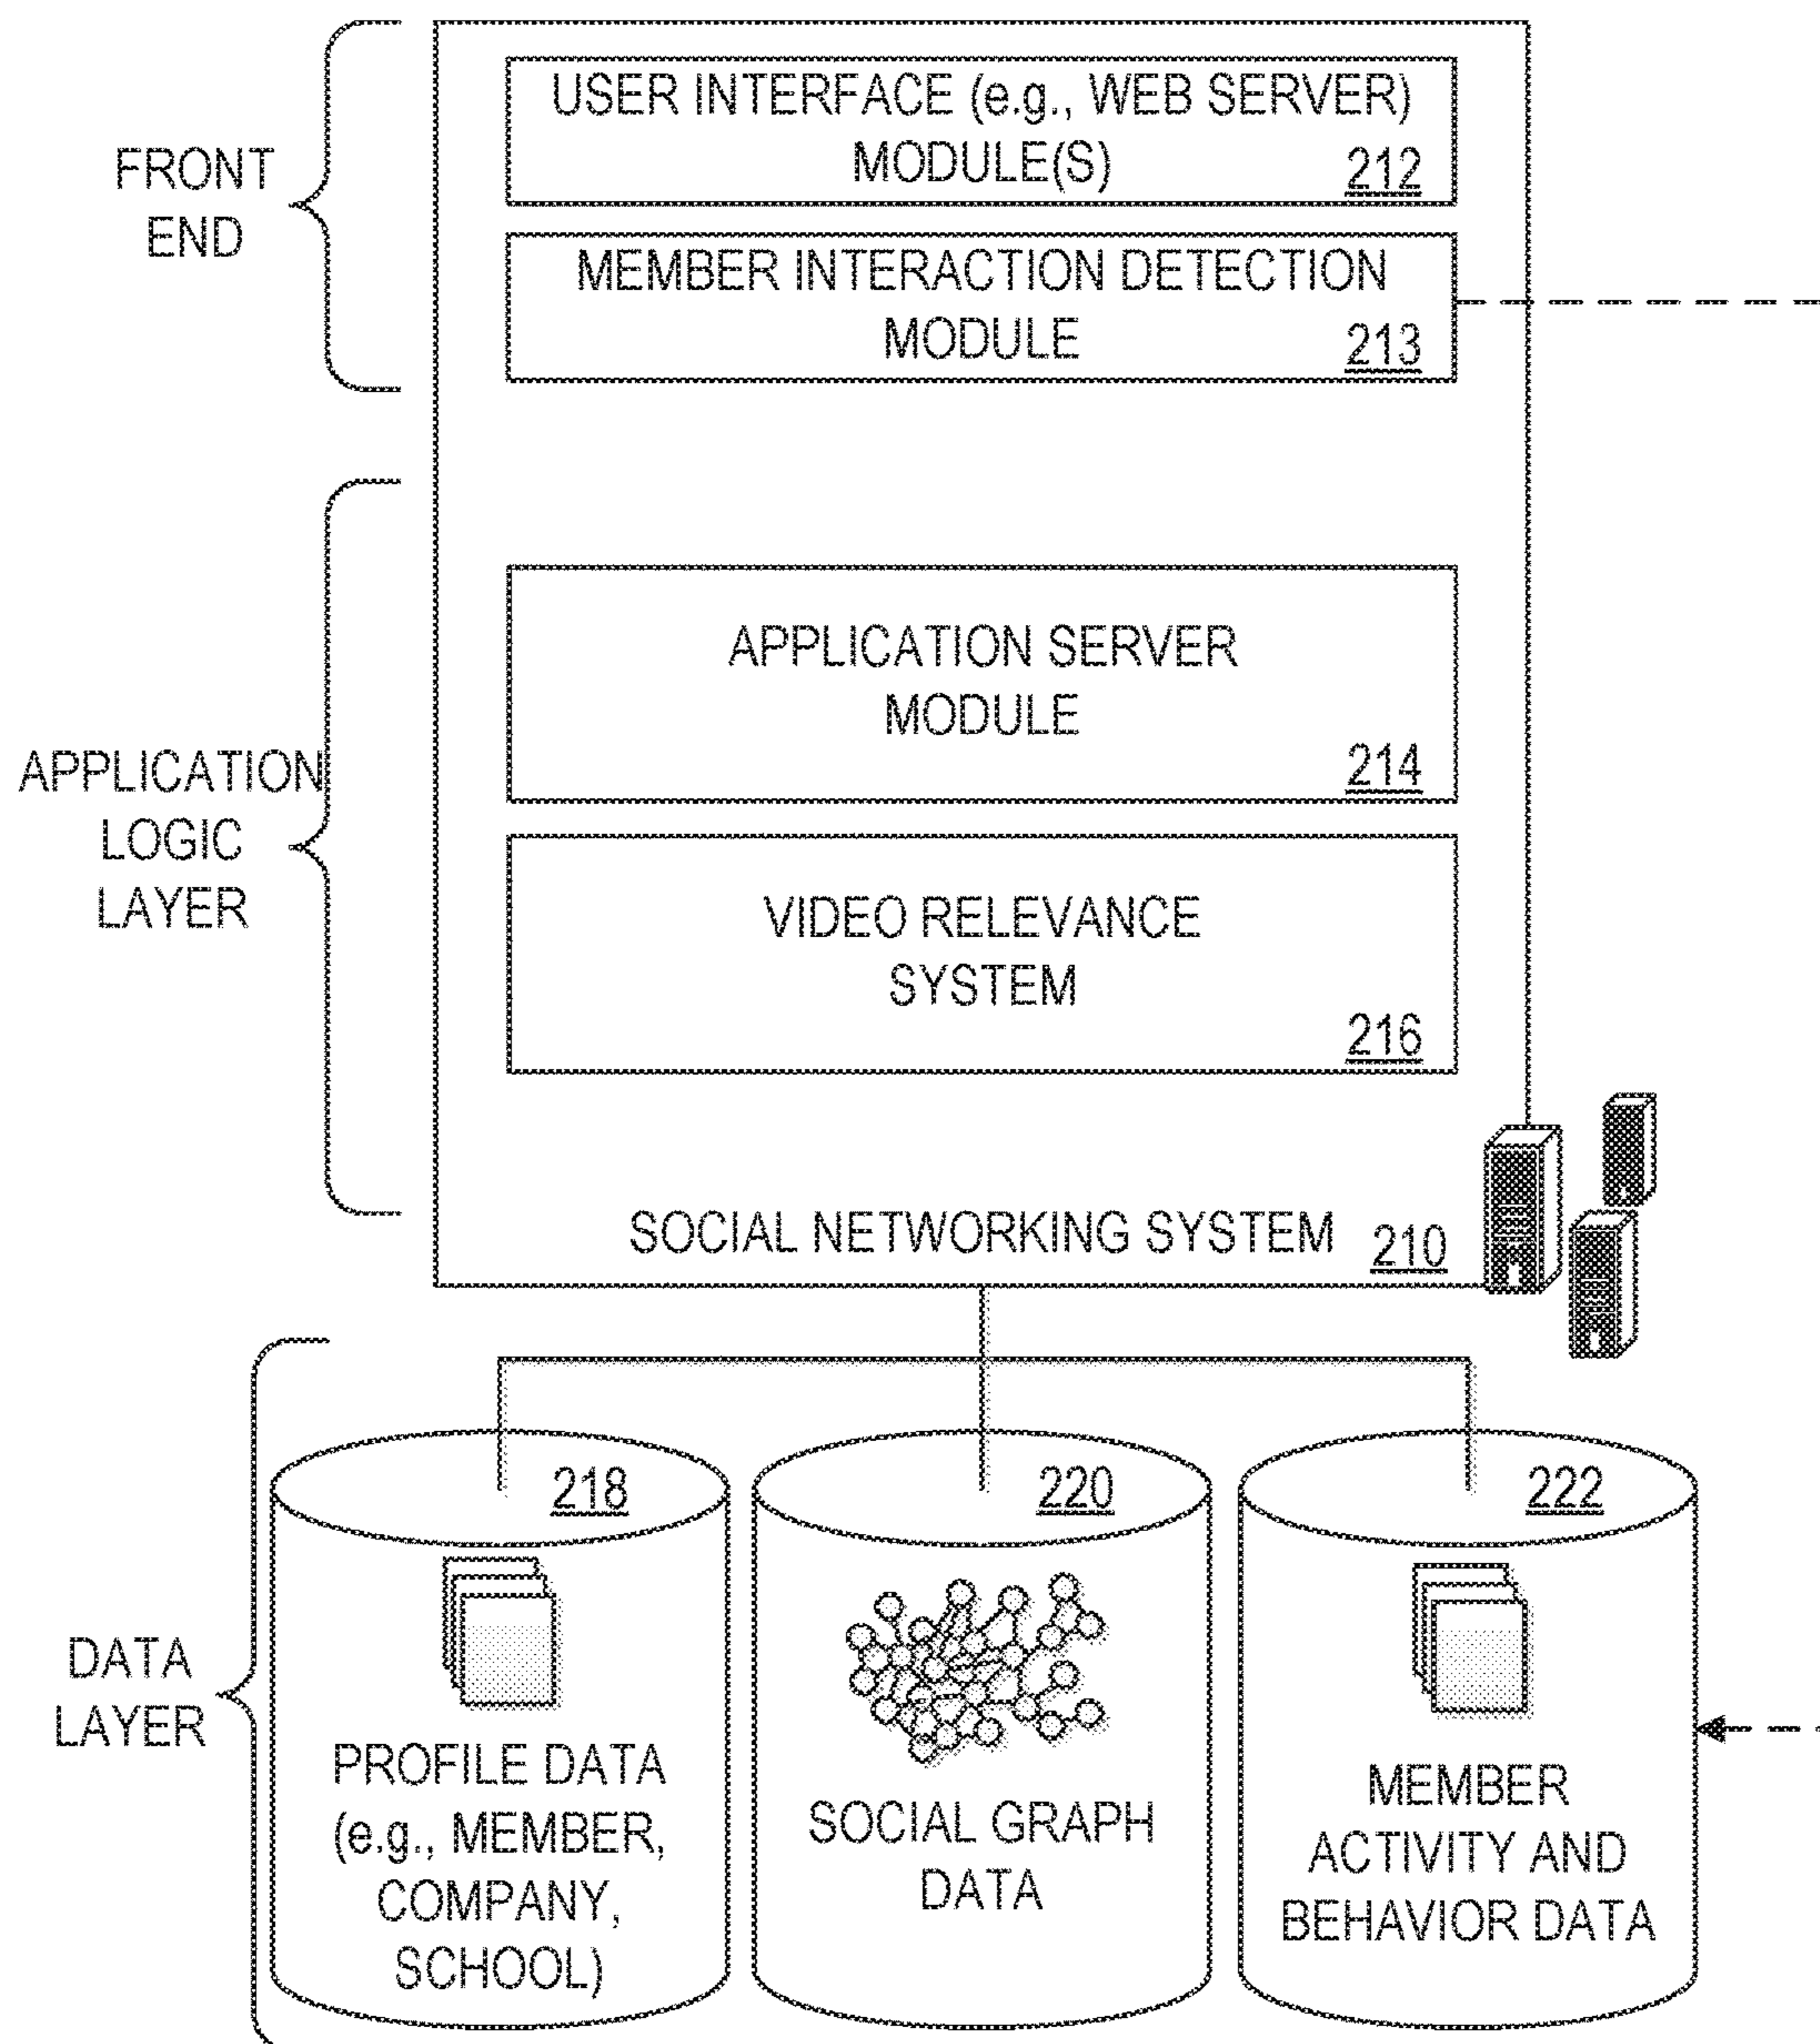 FRONT
END
USER INTERFACE (e.g., WEB SERVER)
MODULE(S)
212
MEMBER INTERACTION DETECTION
MODULE
213
APPLICATION
LOGIC
LAYER
APPLICATION SERVER
MODULE
214
VIDEO RELEVANCE
SYSTEM
216
SOCIAL NETWORKING SYSTEM
210
DATA
LAYER
218
PROFILE DATA
(e.g., MEMBER,
COMPANY,
SCHOOL)
220
SOCIAL GRAPH
DATA
222
MEMBER
ACTIVITY AND
BEHAVIOR DATA